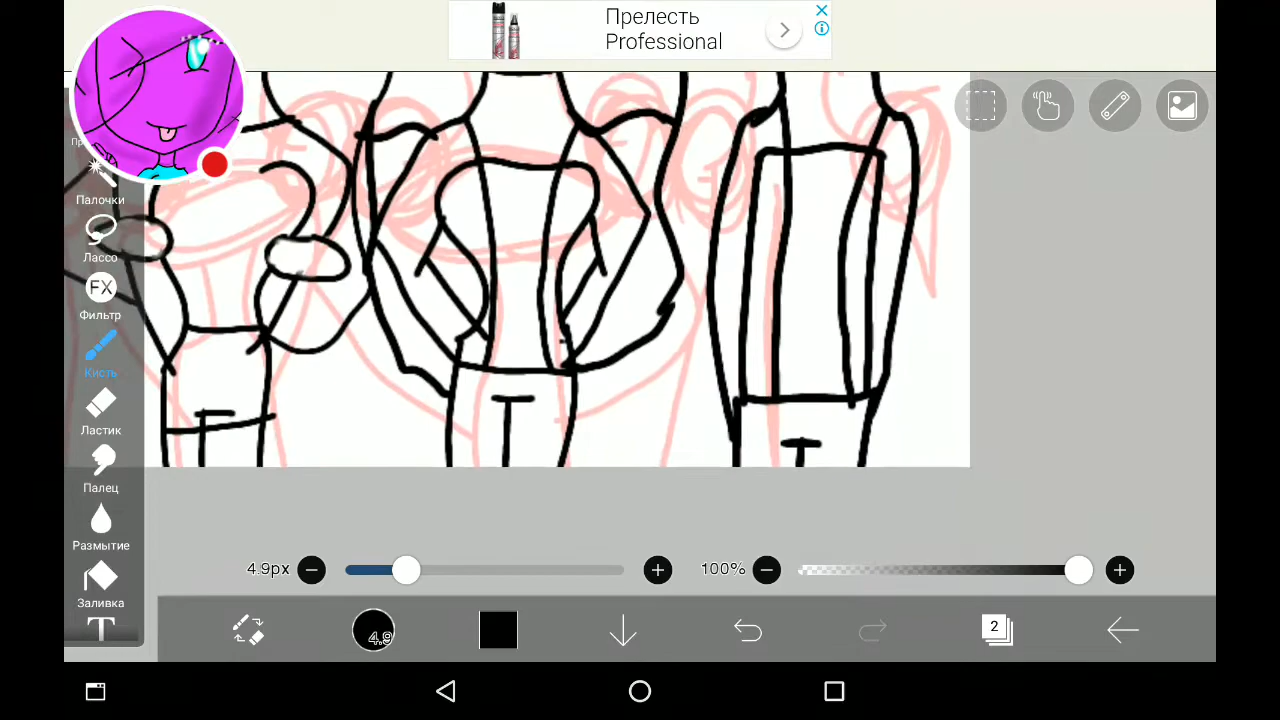 Прелесть
Professional
Палочки
Лассо
FX
Фильтр
Кисть
Ластик
Палец
Размытие
Заливка
T
4.9px
100%
4.9
2